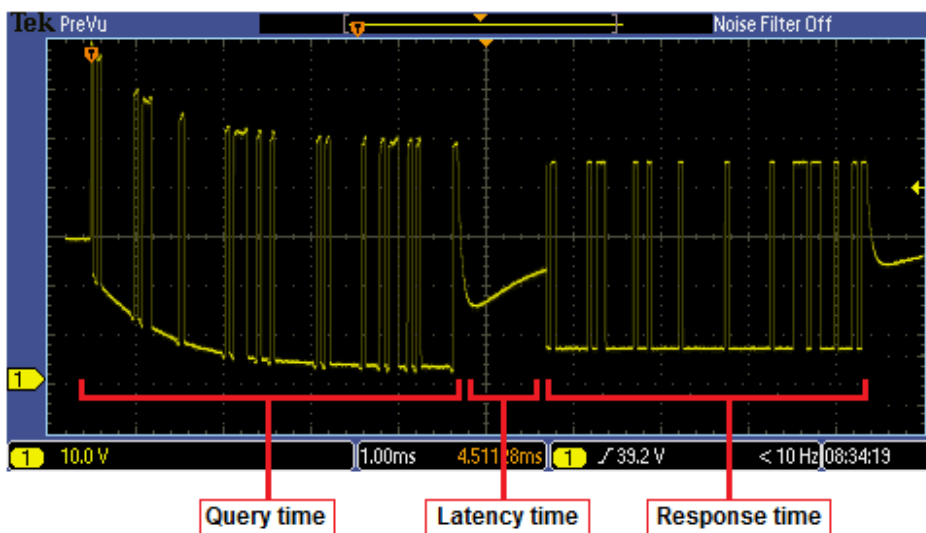 Tek PreVu Noise Filter Off
T
T
1
1 10.0 V 1.00ms 4.51128ms 1 39.2 V < 10 Hz 08:34:19
Query time Latency time Response time